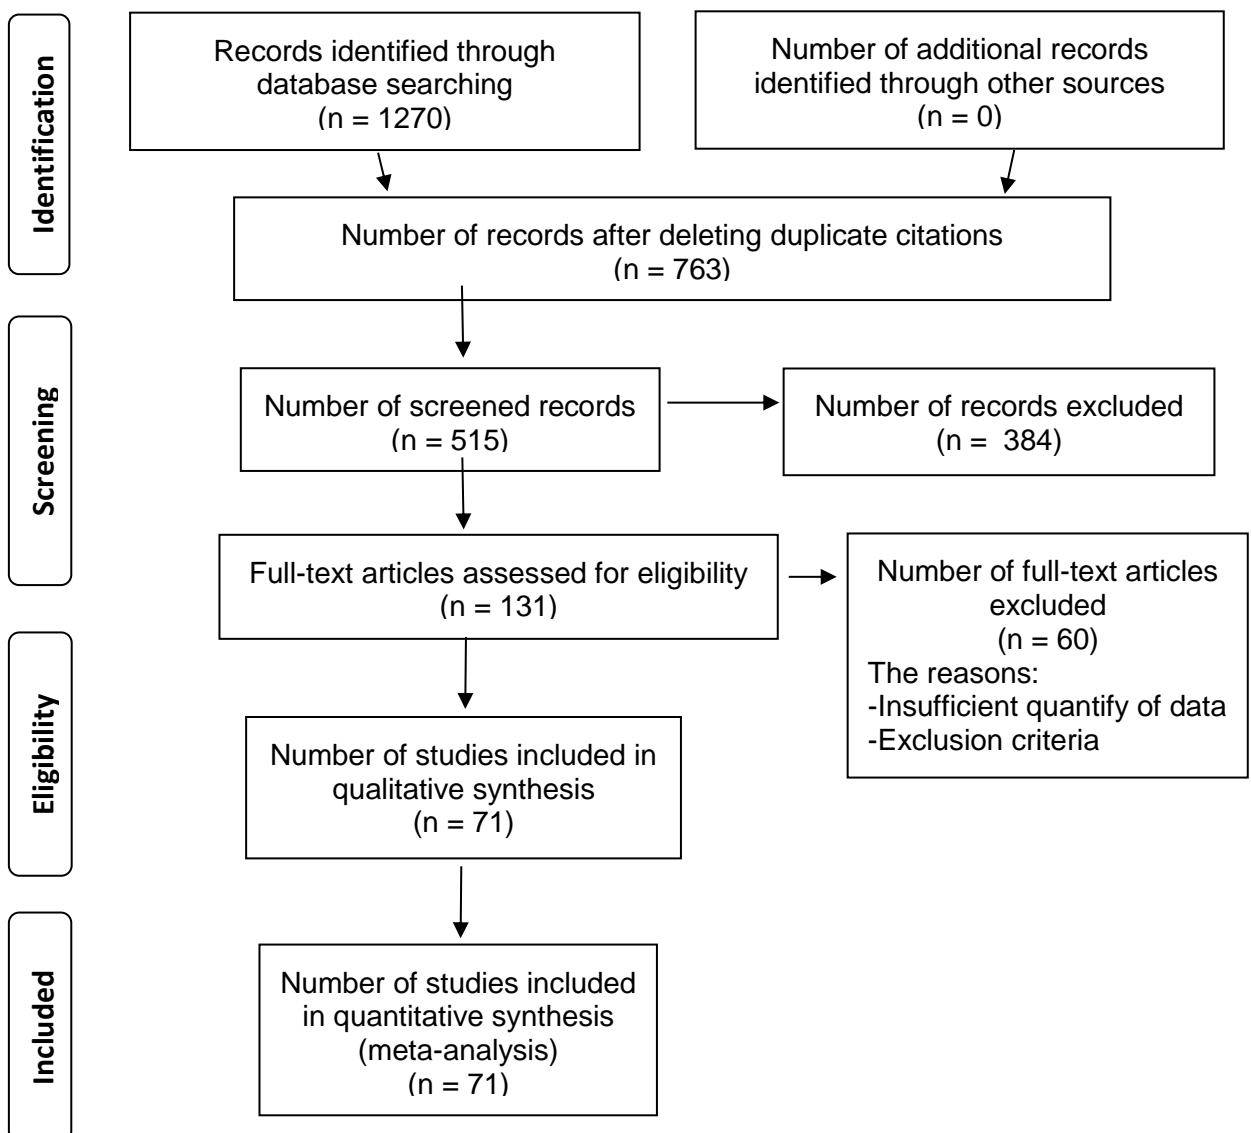 Identification
Records identified through
database searching
(n = 1270)
Number of additional records
identified through other sources
(n = 0)
Number of records after deleting duplicate citations
(n = 763)
Screening
Number of screened records
(n = 515)
Number of records excluded
(n =  384)
Full-text articles assessed for eligibility
(n = 131)
Number of full-text articles
excluded
(n = 60)
The reasons:
-Insufficient quantify of data
-Exclusion criteria
Eligibility
Number of studies included in
qualitative synthesis
(n = 71)
Included
Number of studies included
in quantitative synthesis
(meta-analysis)
(n = 71)